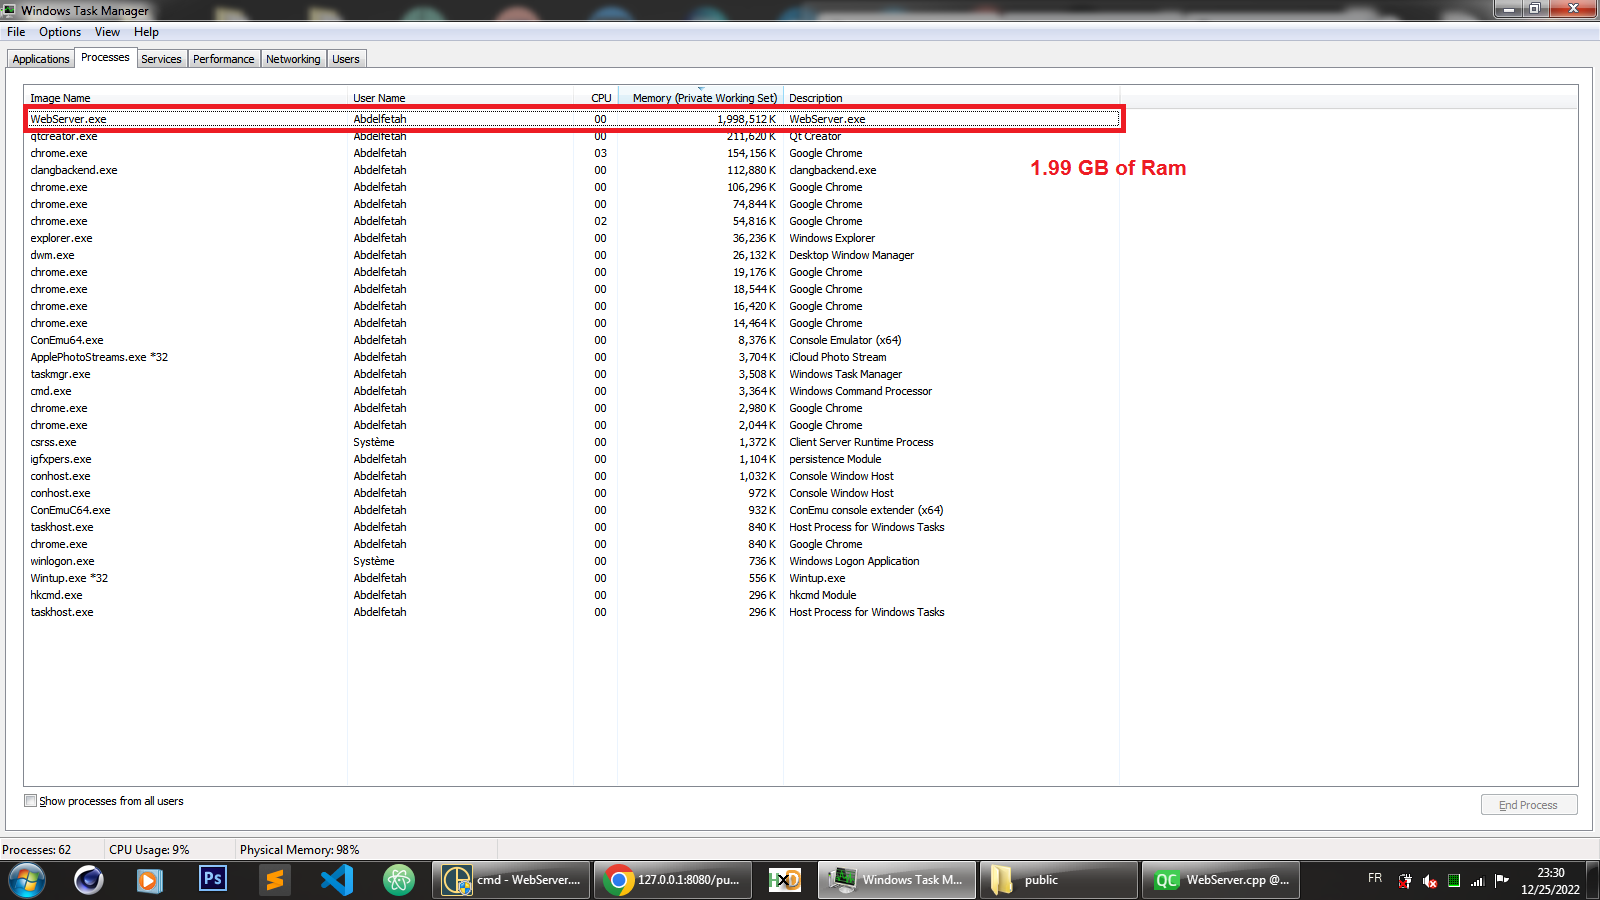 Windows Task Manager
File Options View Help
Applications Processes Services Performance Networking Users
Image Name User Name CPU Memory (Private Working Set) Description
WebServer.exe Abdelfetah 00 1,998,512 K WebServer.exe
qtcreator.exe Abdelfetah 00 211,620 K Qt Creator
chrome.exe Abdelfetah 03 154,156 K Google Chrome
1.99 GB of Ram
clangbackend.exe Abdelfetah 00 112,880 K clangbackend.exe
chrome.exe Abdelfetah 00 106,296 K Google Chrome
chrome.exe Abdelfetah 00 74,844 K Google Chrome
chrome.exe Abdelfetah 02 54,816 K Google Chrome
explorer.exe Abdelfetah 00 36,236 K Windows Explorer
dwm.exe Abdelfetah 00 26,132 K Desktop Window Manager
chrome.exe Abdelfetah 00 19,176 K Google Chrome
chrome.exe Abdelfetah 00 18,544 K Google Chrome
chrome.exe Abdelfetah 00 16,420 K Google Chrome
chrome.exe Abdelfetah 00 14,464 K Google Chrome
ConEmu64.exe Abdelfetah 00 8,376 K Console Emulator (x64)
ApplePhotoStreams.exe *32 Abdelfetah 00 3,704 K iCloud Photo Stream
taskmgr.exe Abdelfetah 00 3,508 K Windows Task Manager
cmd.exe Abdelfetah 00 3,364 K Windows Command Processor
chrome.exe Abdelfetah 00 2,980 K Google Chrome
chrome.exe Abdelfetah 00 2,044 K Google Chrome
csrss.exe Système 00 1,372 K Client Server Runtime Process
igfxpers.exe Abdelfetah 00 1,104 K persistence Module
conhost.exe Abdelfetah 00 1,032 K Console Window Host
conhost.exe Abdelfetah 00 972 K Console Window Host
ConEmuC64.exe Abdelfetah 00 932 K ConEmu console extender (x64)
taskhost.exe Abdelfetah 00 840 K Host Process for Windows Tasks
chrome.exe Abdelfetah 00 840 K Google Chrome
winlogon.exe Système 00 736 K Windows Logon Application
Wintup.exe *32 Abdelfetah 00 556 K Wintup.exe
hkcmd.exe Abdelfetah 00 296 K hkcmd Module
taskhost.exe Abdelfetah 00 296 K Host Process for Windows Tasks
Show processes from all users
End Process
Processes: 62 CPU Usage: 9% Physical Memory: 98%
Ps cmd - WebServer.... 127.0.0.1:8080/pu... HxD Windows Task M... public QC WebServer.cpp @... FR 23:30
12/25/2022